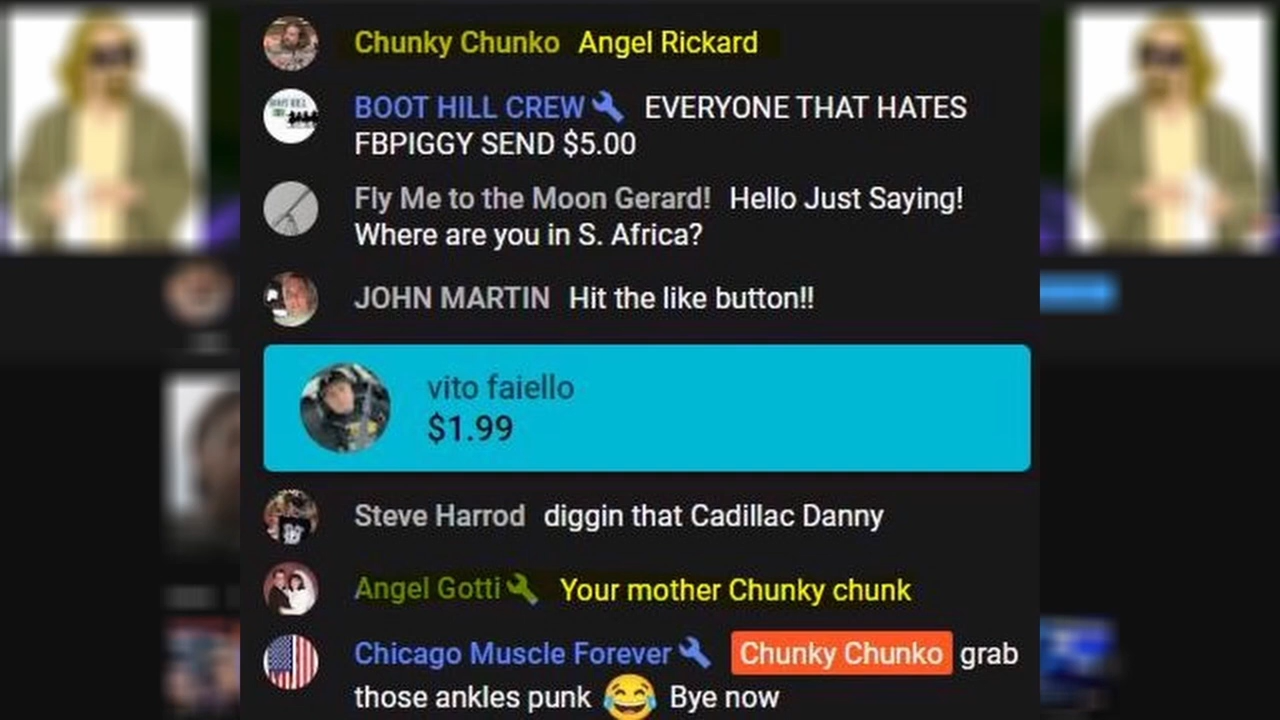 Chunky Chunko Angel Rickard
BOOT HILL CREW EVERYONE THAT HATES
FBPIGGY SEND $5.00
Fly Me to the Moon Gerard! Hello Just Saying!
Where are you in S. Africa?
JOHN MARTIN Hit the like button!!
vito faiello
$1.99
Steve Harrod diggin that Cadillac Danny
Angel Gotti Your mother Chunky chunk
Chicago Muscle Forever Chunky Chunko grab
those ankles punk 😂 Bye now